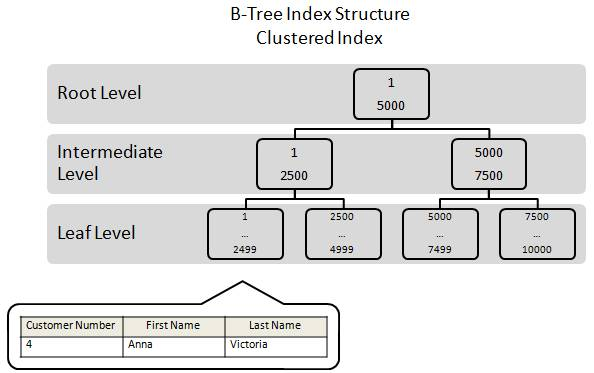 B-Tree Index Structure
Clustered Index
Root Level
1
5000
Intermediate
Level
1
2500
5000
7500
Leaf Level
1
...
2499
2500
...
4999
5000
...
7499
7500
...
10000
Customer Number First Name Last Name
4 Anna Victoria